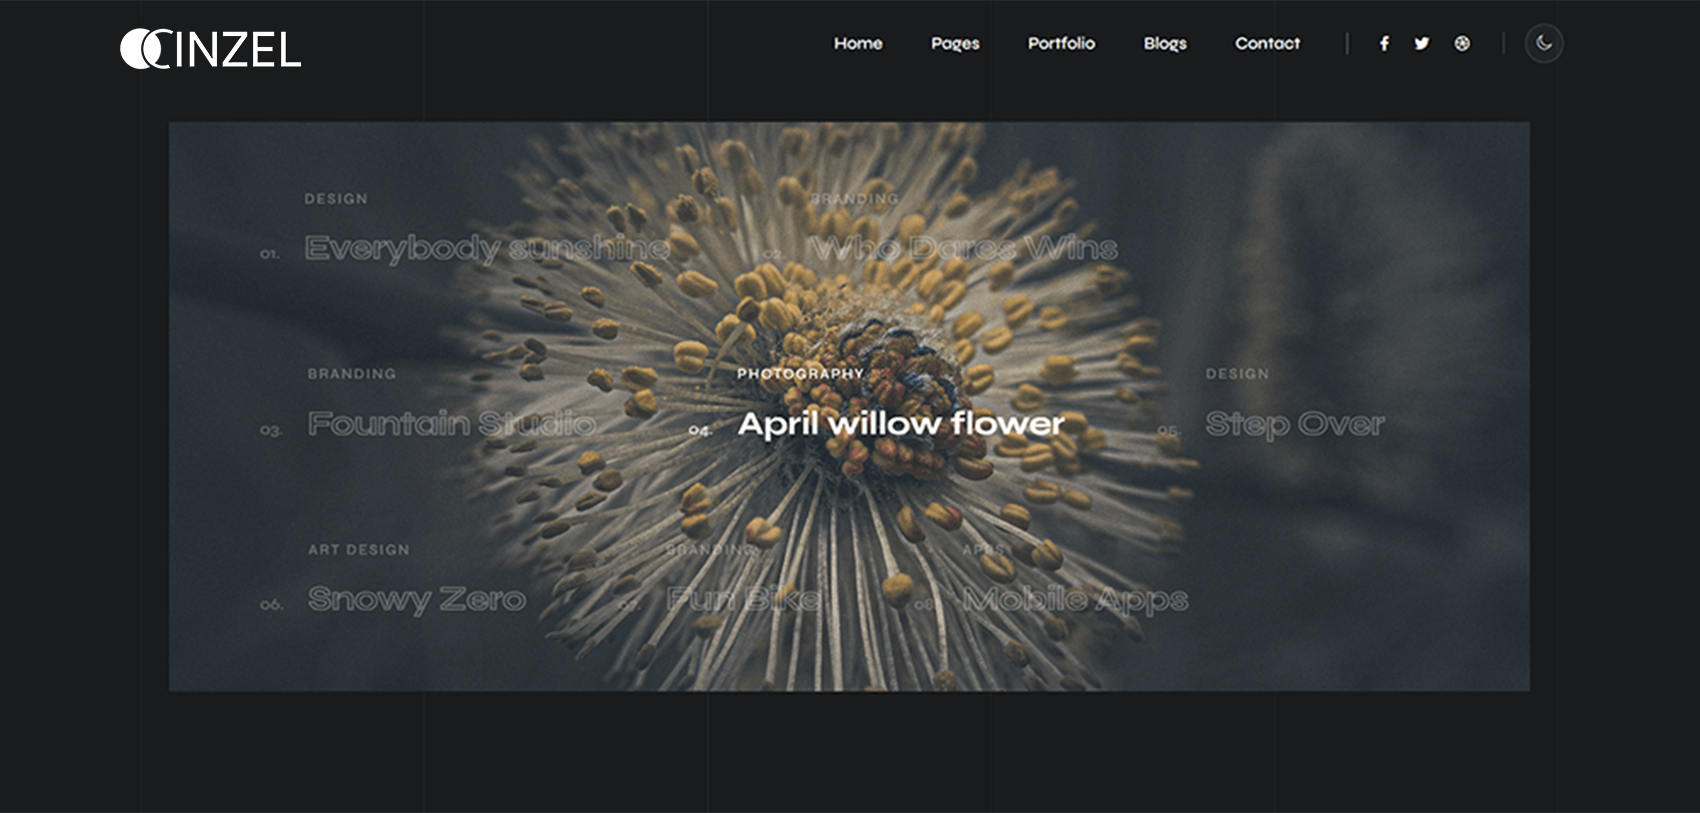 CINZEL
Home Pages Portfolio Blogs Contact
DESIGN
01. Everybody sunshine
BRANDING
02. Who Dares Wins
BRANDING
03. Fountain Studio
PHOTOGRAPHY
04. April willow flower
DESIGN
05. Step Over
ART DESIGN
06. Snowy Zero
BRANDING
07. Fun Bike
APPS
08. Mobile Apps